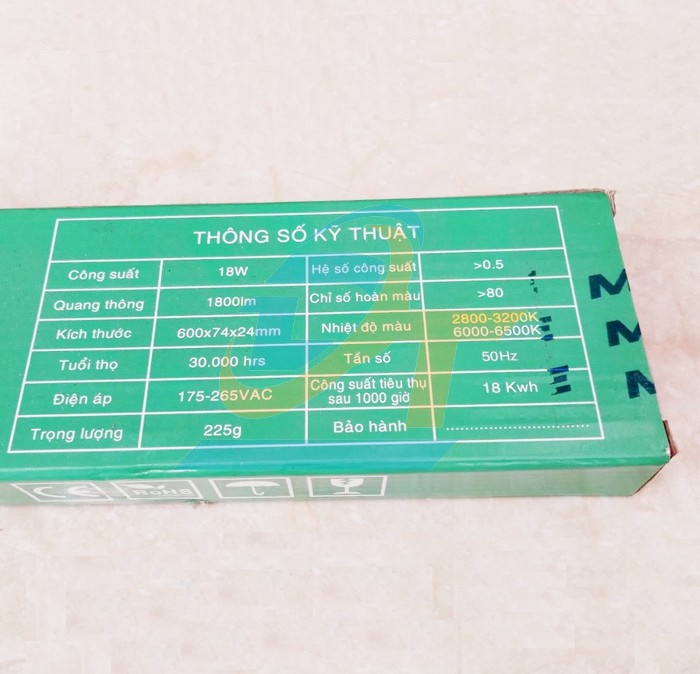 THÔNG SỐ KỸ THUẬT
Công suất 18W Hệ số công suất >0.5
Quang thông 1800lm Chỉ số hoàn màu >80
Kích thước 600x74x24mm Nhiệt độ màu 2800-3200K
6000-6500K
Tuổi thọ 30.000 hrs Tần số 50Hz
Điện áp 175-265VAC Công suất tiêu thụ
sau 1000 giờ 18 Kwh
Trọng lượng 225g Bảo hành ..............................
CE RoHS